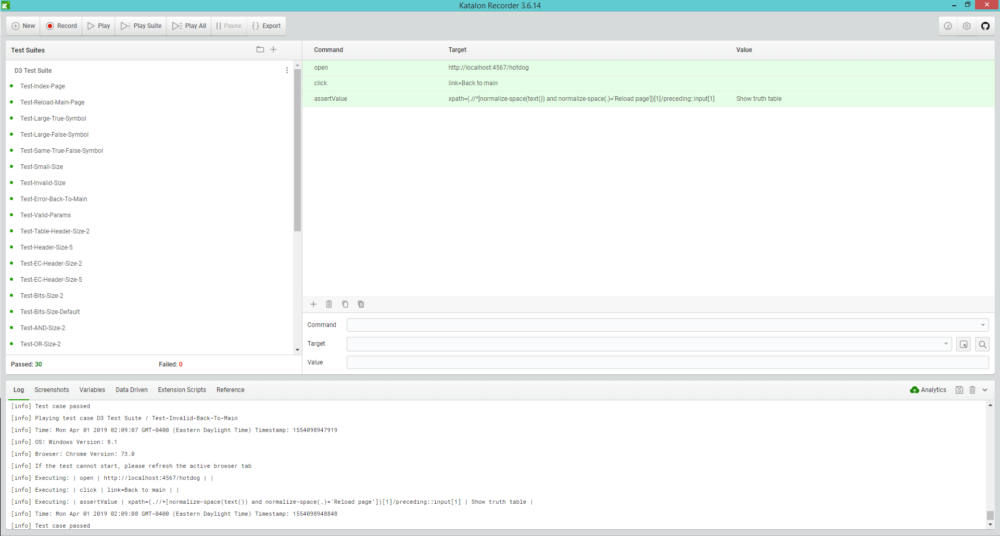 Katalon Recorder 3.6.14
New Record Play Play Suite Play All Pause Export
Test Suites
D3 Test Suite
Test-Index-Page
Test-Reload-Main-Page
Test-Large-True-Symbol
Test-Large-False-Symbol
Test-Same-True-False-Symbol
Test-Small-Size
Test-Invalid-Size
Test-Error-Back-To-Main
Test-Valid-Params
Test-Table-Header-Size-2
Test-Header-Size-5
Test-EC-Header-Size-2
Test-EC-Header-Size-5
Test-Bits-Size-2
Test-Bits-Size-Default
Test-AND-Size-2
Test-OR-Size-2
Passed: 30 Failed: 0
Command Target Value
open http://localhost:4567/hotdog
click link=Back to main
assertValue xpath=(.//*[normalize-space(text()) and normalize-space(.)='Reload page'])[1]/preceding::input[1] Show truth table
Command
Target
Value
Log Screenshots Variables Data Driven Extension Scripts Reference Analytics
[info] Test case passed
[info] Playing test case D3 Test Suite / Test-Invalid-Back-To-Main
[info] Time: Mon Apr 01 2019 02:09:07 GMT-0400 (Eastern Daylight Time) Timestamp: 1554098947919
[info] OS: Windows Version: 8.1
[info] Browser: Chrome Version: 73.0
[info] If the test cannot start, please refresh the active browser tab
[info] Executing: | open | http://localhost:4567/hotdog | |
[info] Executing: | click | link=Back to main | |
[info] Executing: | assertValue | xpath=(.//*[normalize-space(text()) and normalize-space(.)='Reload page'])[1]/preceding::input[1] | Show truth table |
[info] Time: Mon Apr 01 2019 02:09:08 GMT-0400 (Eastern Daylight Time) Timestamp: 1554098948848
[info] Test case passed